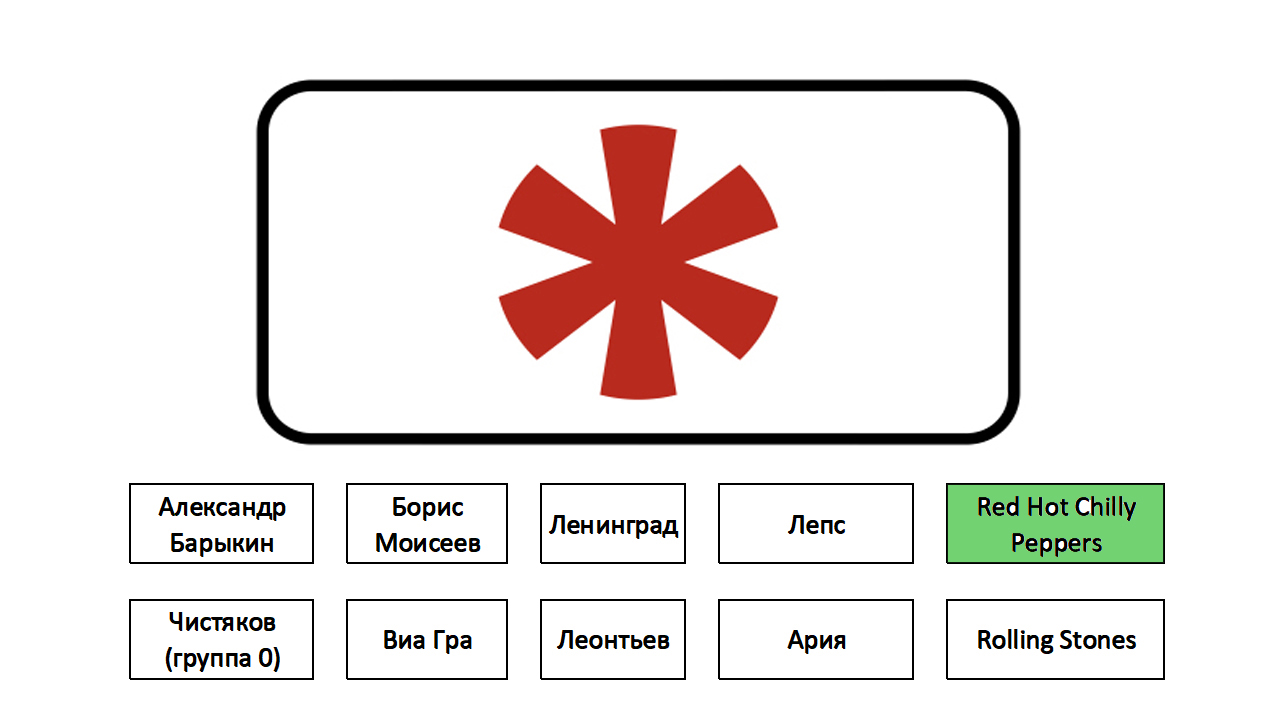 Александр
Барыкин
Борис
Моисеев
Ленинград
Лепс
Red Hot Chilly
Peppers
Чистяков
(группа 0)
Виа Гра
Леонтьев
Ария
Rolling Stones